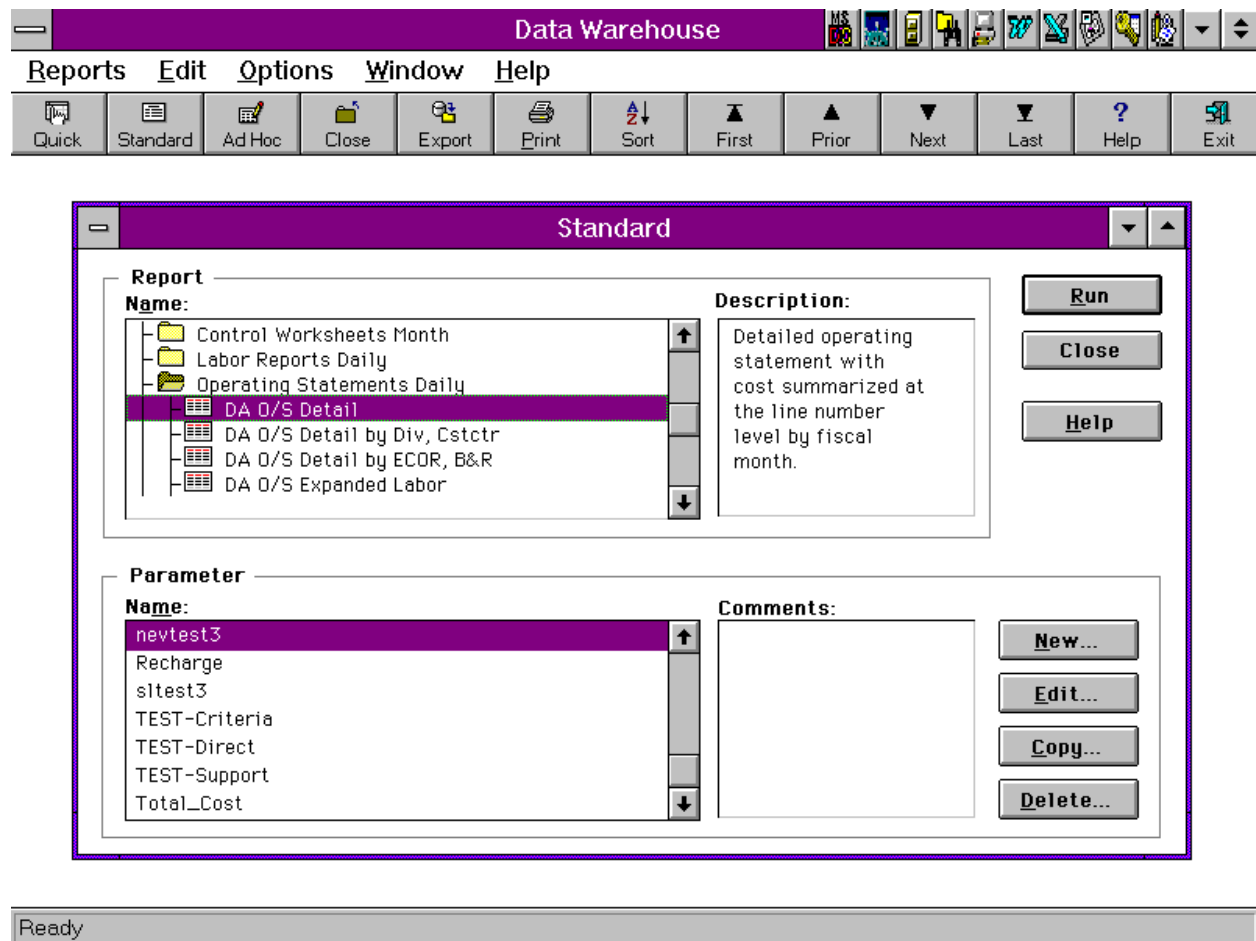 Data Warehouse
MS
DOS
Reports Edit Options Window Help
Quick Standard Ad Hoc Close Export Print Sort First Prior Next Last Help Exit
Standard
Report
Name:
Control Worksheets Month
Labor Reports Daily
Operating Statements Daily
DA O/S Detail
DA O/S Detail by Div, Cstctr
DA O/S Detail by ECOR, B&R
DA O/S Expanded Labor
Description:
Detailed operating
statement with
cost summarized at
the line number
level by fiscal
month.
Run
Close
Help
Parameter
Name:
nevtest3
Recharge
sltest3
TEST-Criteria
TEST-Direct
TEST-Support
Total_Cost
Comments:
New...
Edit...
Copy...
Delete...
Ready